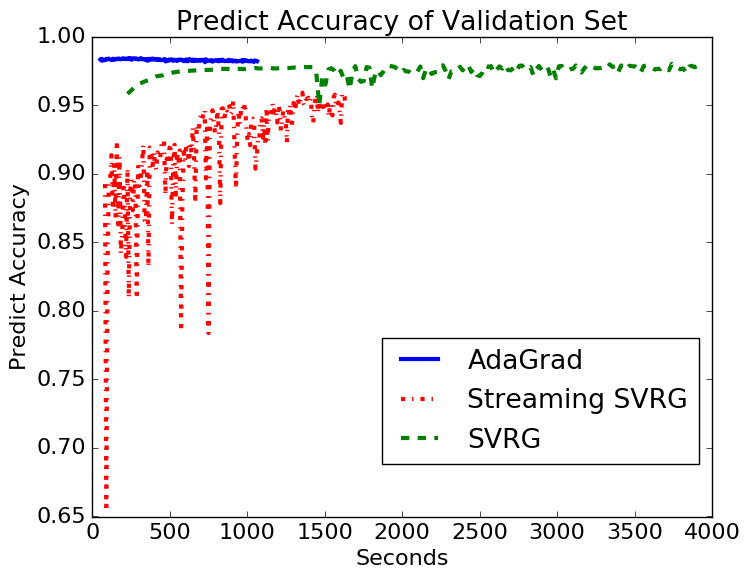 Predict Accuracy of Validation Set
1.00
0.95
0.90
0.85
0.80
0.75
0.70
0.65
Predict Accuracy
AdaGrad
Streaming SVRG
SVRG
0 500 1000 1500 2000 2500 3000 3500 4000
Seconds